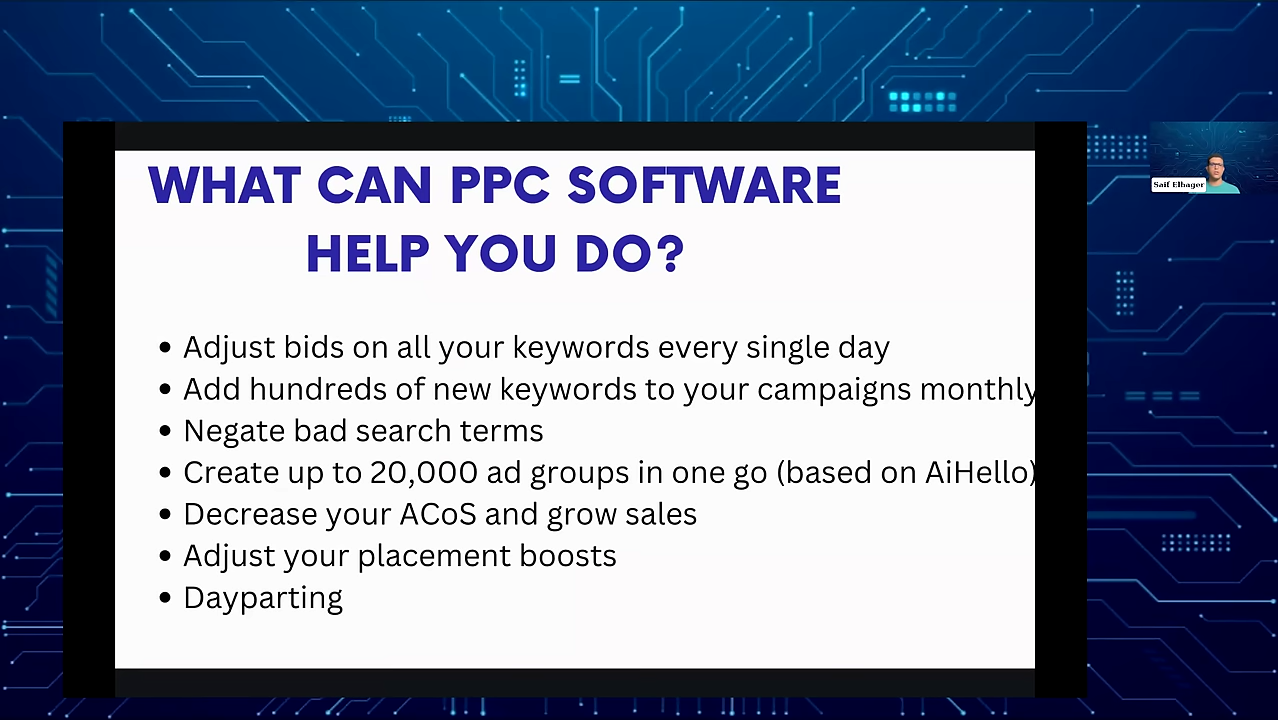 WHAT CAN PPC SOFTWARE
HELP YOU DO?
• Adjust bids on all your keywords every single day
• Add hundreds of new keywords to your campaigns monthly
• Negate bad search terms
• Create up to 20,000 ad groups in one go (based on AiHello)
• Decrease your ACoS and grow sales
• Adjust your placement boosts
• Dayparting
Saif Elhager